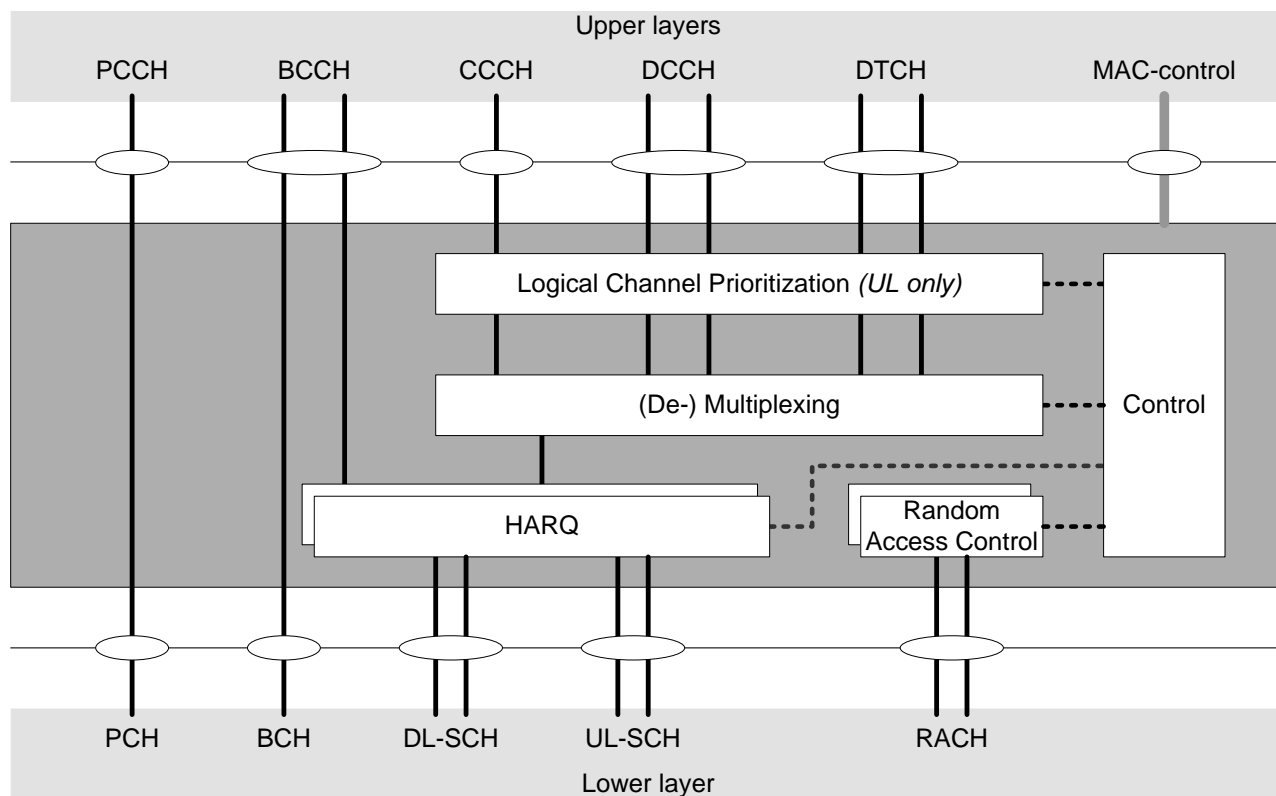 Upper layers
PCCH BCCH CCCH DCCH DTCH MAC-control
Logical Channel Prioritization (UL only)
(De-) Multiplexing
Control
HARQ
Random
Access Control
PCH BCH DL-SCH UL-SCH RACH
Lower layer